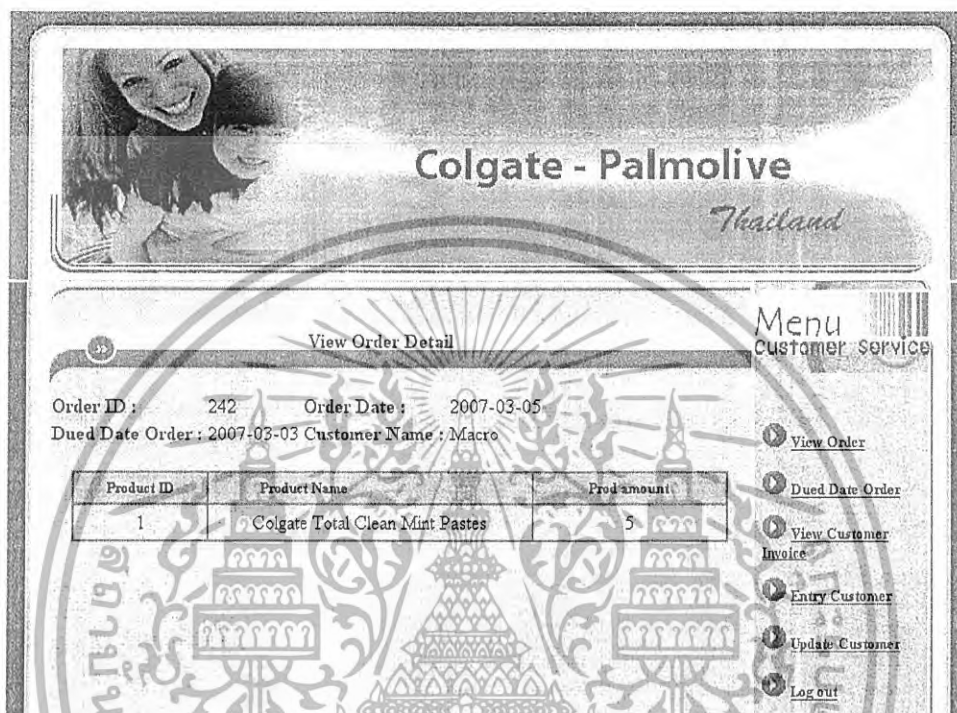 Colgate - Palmolive
Thailand
View Order Detail
Order ID : 242 Order Date : 2007-03-05
Dued Date Order : 2007-03-03 Customer Name : Macro
Product ID Product Name Prod amount
1 Colgate Total Clean Mint Pastes 5
Menu
Customer Service
View Order
Dued Date Order
View Customer
Invoice
Entry Customer
Update Customer
Log out